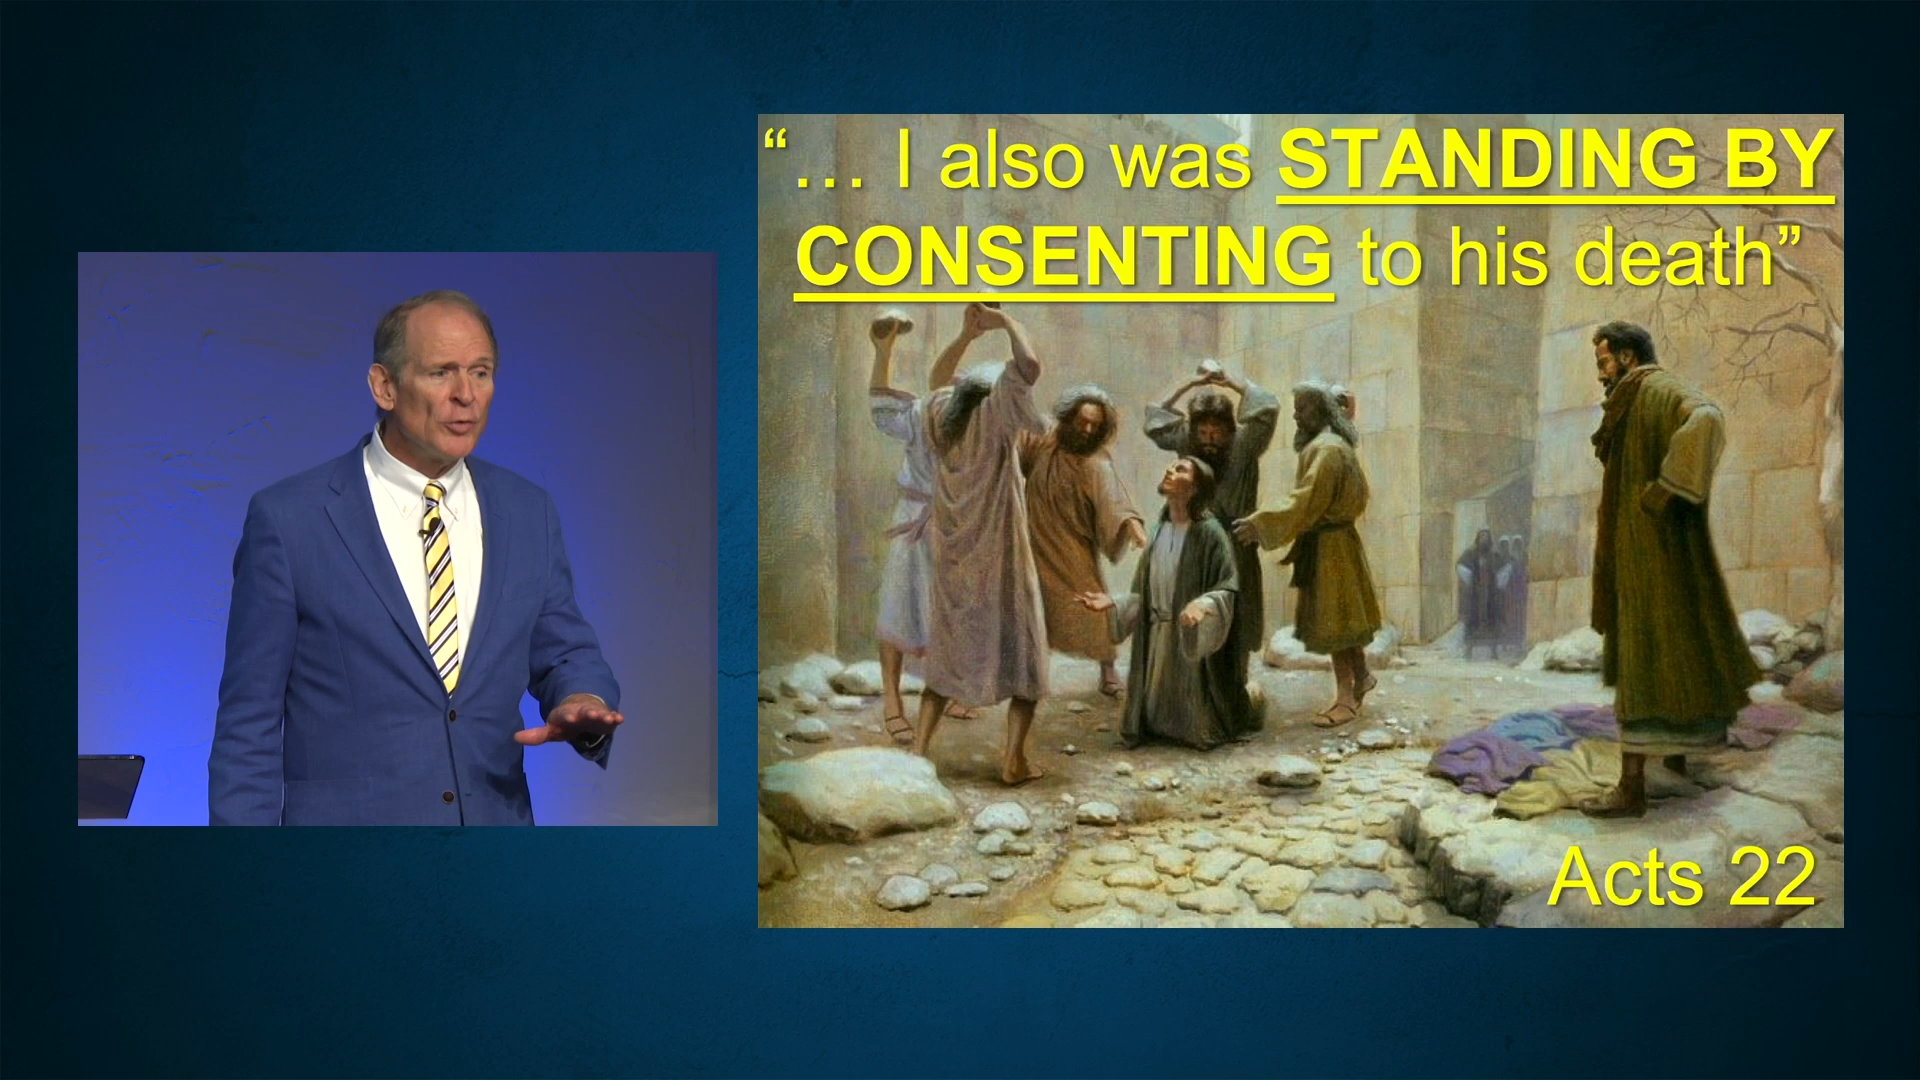 “… I also was STANDING BY
CONSENTING to his death”
Acts 22